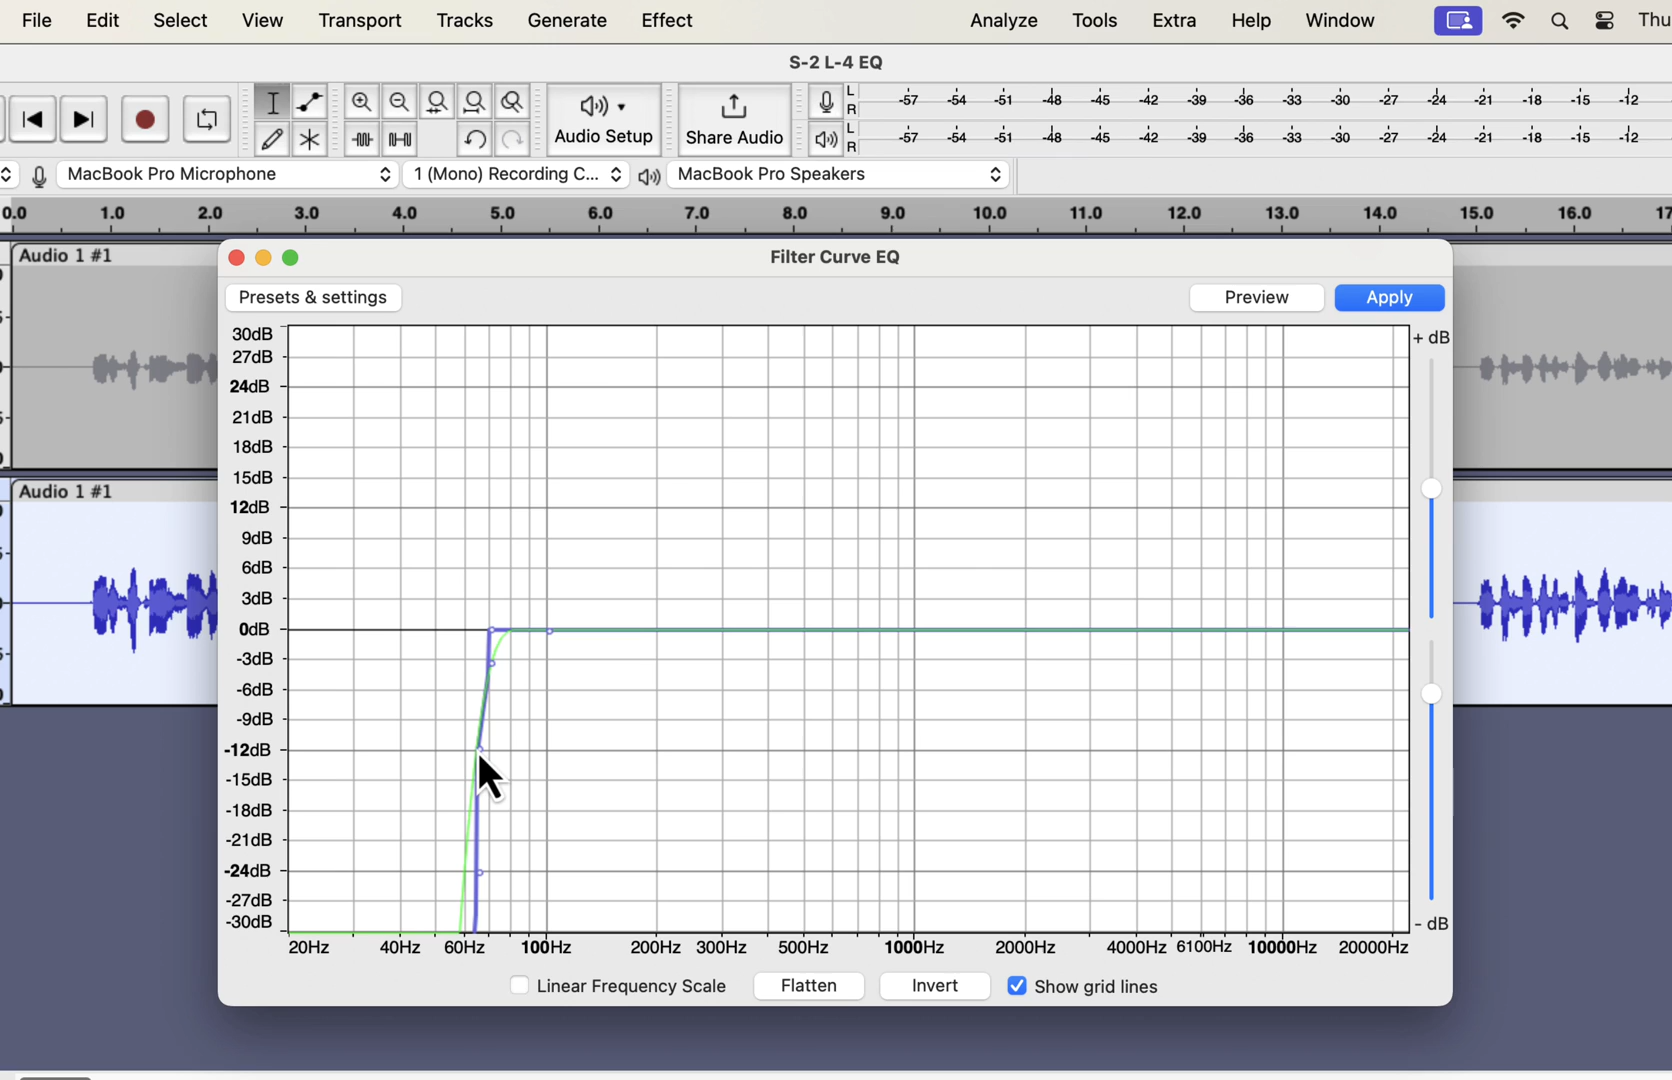 File Edit Select View Transport Tracks Generate Effect Analyze Tools Extra Help Window Thu
S-2 L-4 EQ
L -57 -54 -51 -48 -45 -42 -39 -36 -33 -30 -27 -24 -21 -18 -15 -12
R
Audio Setup Share Audio
L -57 -54 -51 -48 -45 -42 -39 -36 -33 -30 -27 -24 -21 -18 -15 -12
R
MacBook Pro Microphone 1 (Mono) Recording C... MacBook Pro Speakers
0.0 1.0 2.0 3.0 4.0 5.0 6.0 7.0 8.0 9.0 10.0 11.0 12.0 13.0 14.0 15.0 16.0 17
Audio 1 #1
Filter Curve EQ
Presets & settings Preview Apply
30dB + dB
27dB
24dB
21dB
18dB
15dB
12dB
9dB
6dB
3dB
0dB
-3dB
-6dB
-9dB
-12dB
-15dB
-18dB
-21dB
-24dB
-27dB
-30dB - dB
20Hz 40Hz 60Hz 100Hz 200Hz 300Hz 500Hz 1000Hz 2000Hz 4000Hz 6100Hz 10000Hz 20000Hz
Linear Frequency Scale Flatten Invert Show grid lines
Audio 1 #1